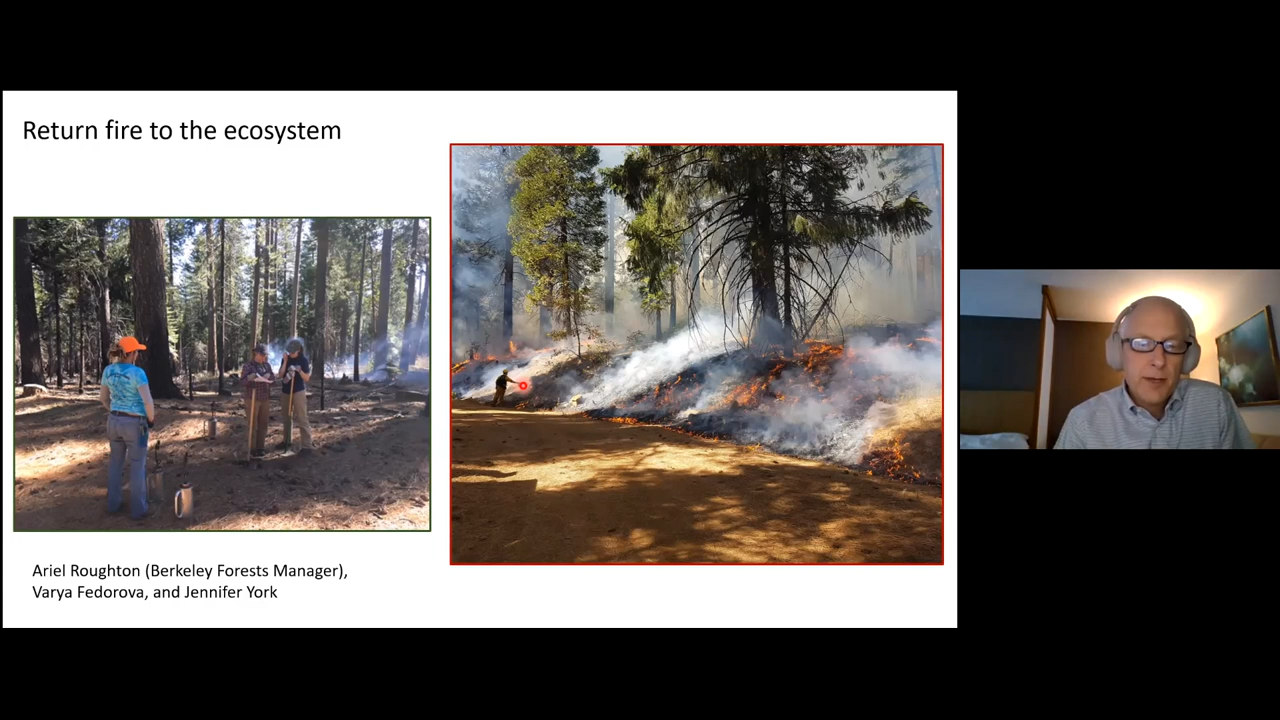 Return fire to the ecosystem
Ariel Roughton (Berkeley Forests Manager),
Varya Fedorova, and Jennifer York